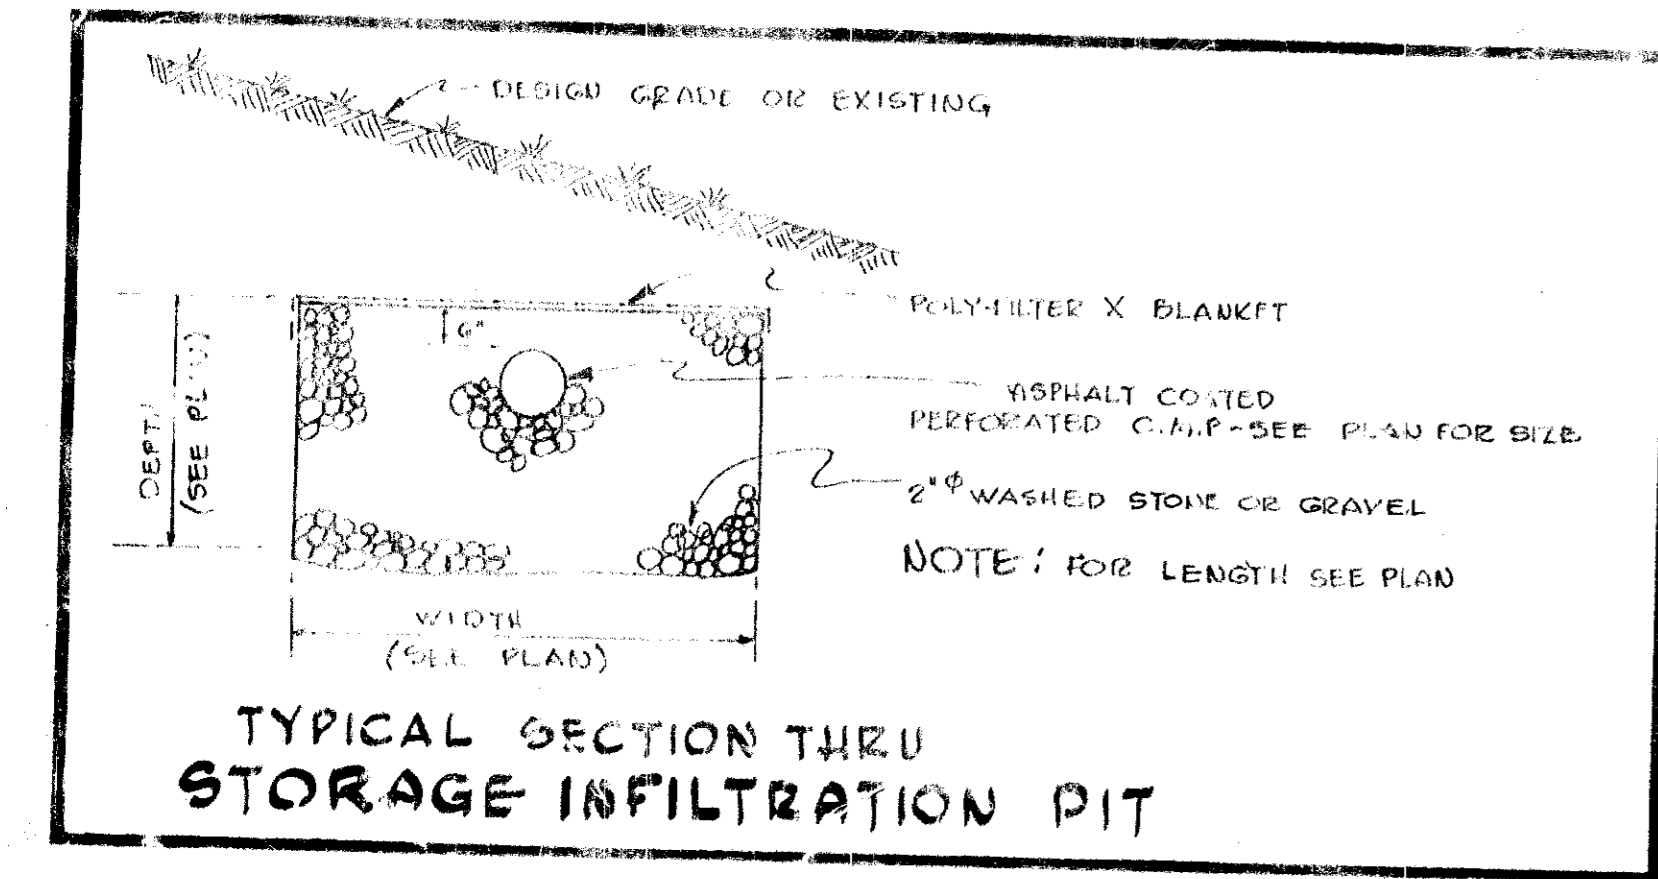 DESIGN GRADE OR EXISTING
POLY-FILTER X BLANKET
6"
ASPHALT COATED
PERFORATED C.M.P-SEE PLAN FOR SIZE
DEPTH
(SEE PLAN)
2"φ WASHED STONE OR GRAVEL
NOTE: FOR LENGTH SEE PLAN
WIDTH
(SEE PLAN)
TYPICAL SECTION THRU
STORAGE INFILTRATION PIT